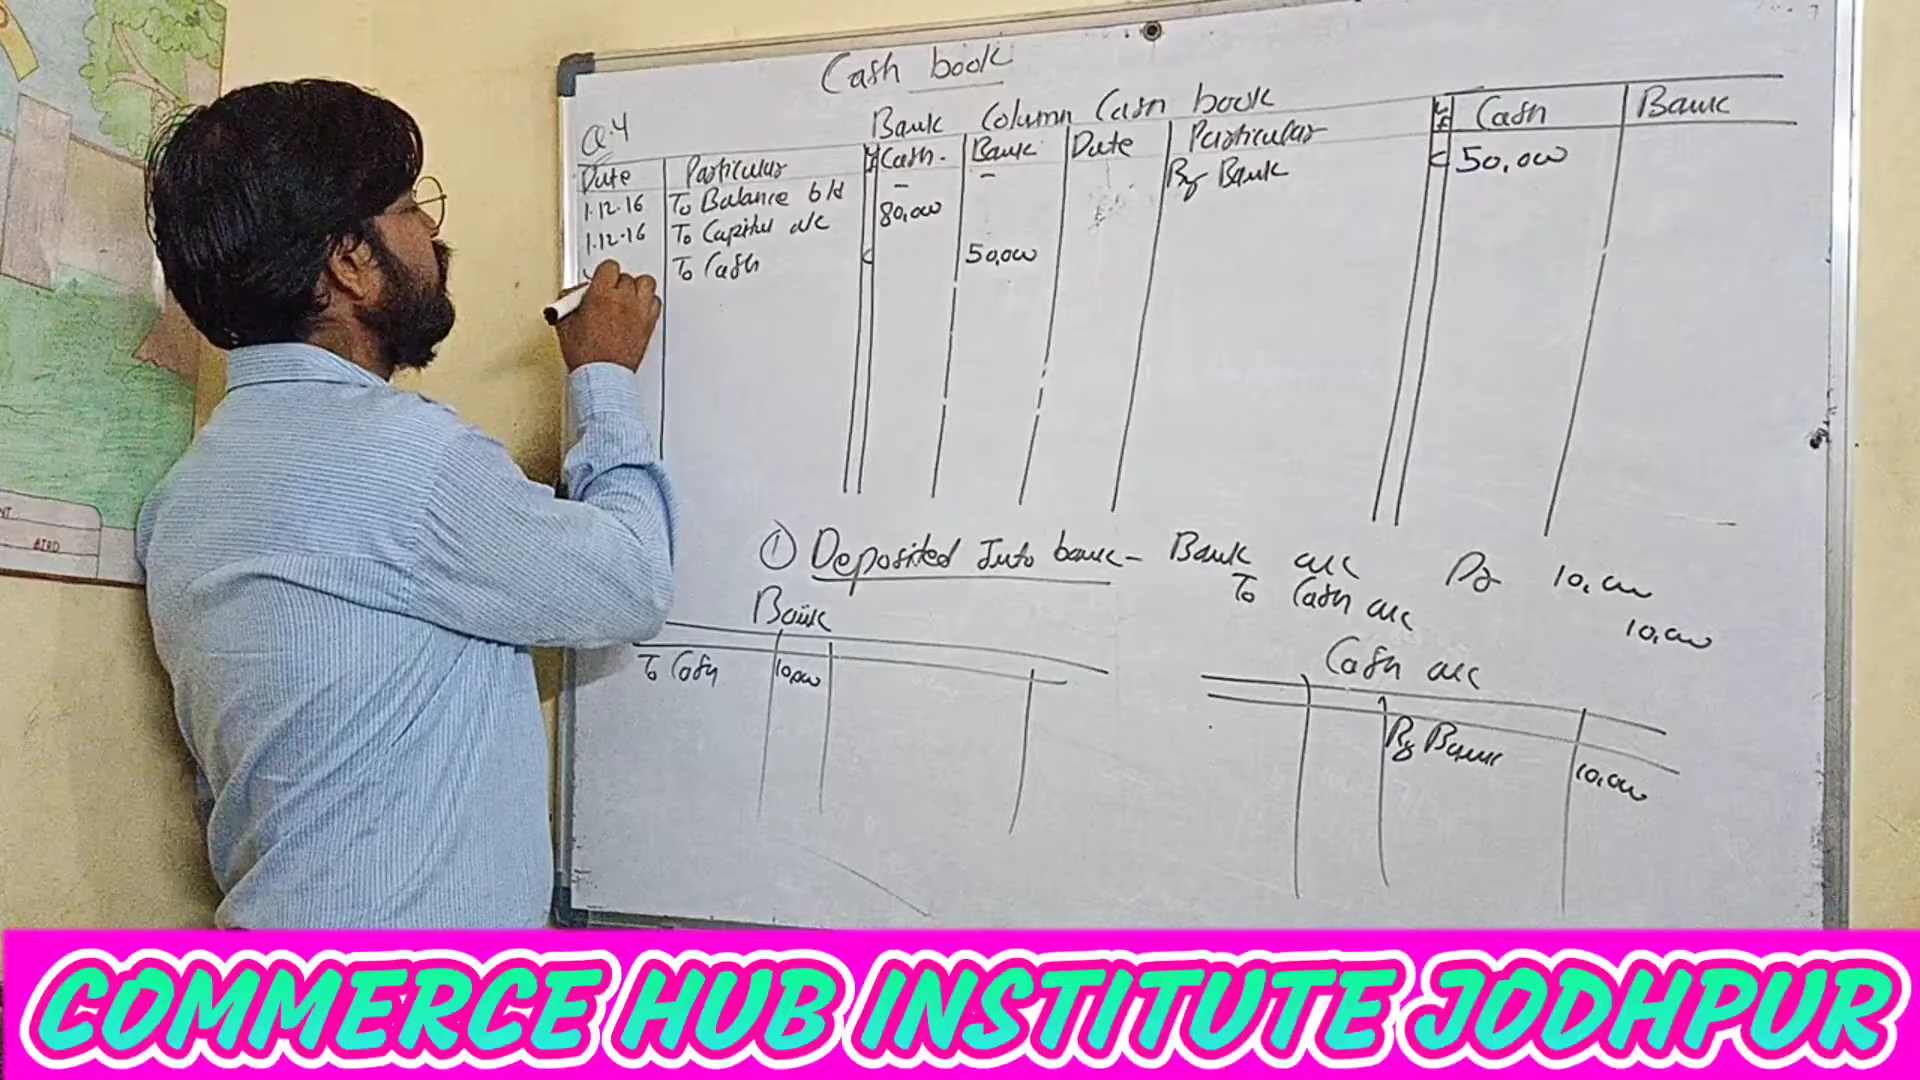 Cash book
Q.4
Bank Column Cash book
Date Particular LF Cash Bank Date Particular LF Cash Bank
1.12.16 To Balance b/d - - By Bank C 50,000
1.12.16 To Capital a/c 80,000
To Cash C 50,000
① Deposited Into bank - Bank a/c Dr 10,000
To Cash a/c 10,000
Bank
To Cash 10,000
Cash a/c
By Bank 10,000
COMMERCE HUB INSTITUTE JODHPUR